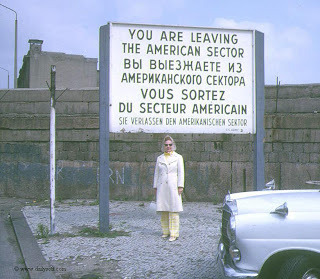 YOU ARE LEAVING
THE AMERICAN SECTOR
ВЫ ВЫЕЗЖАЕТЕ ИЗ
АМЕРИКАНСКОГО СЕКТОРА
VOUS SORTEZ
DU SECTEUR AMERICAIN
SIE VERLASSEN DEN AMERIKANISCHEN SEKTOR